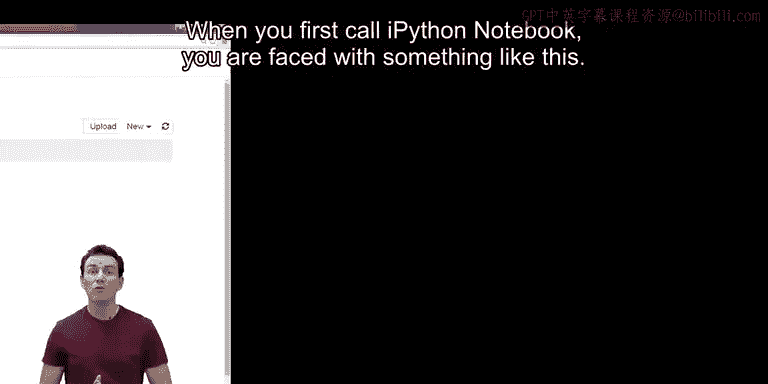 GPT中英字幕课程资源@bilibili.com
When you first call iPython Notebook,
you are faced with something like this.
Upload New